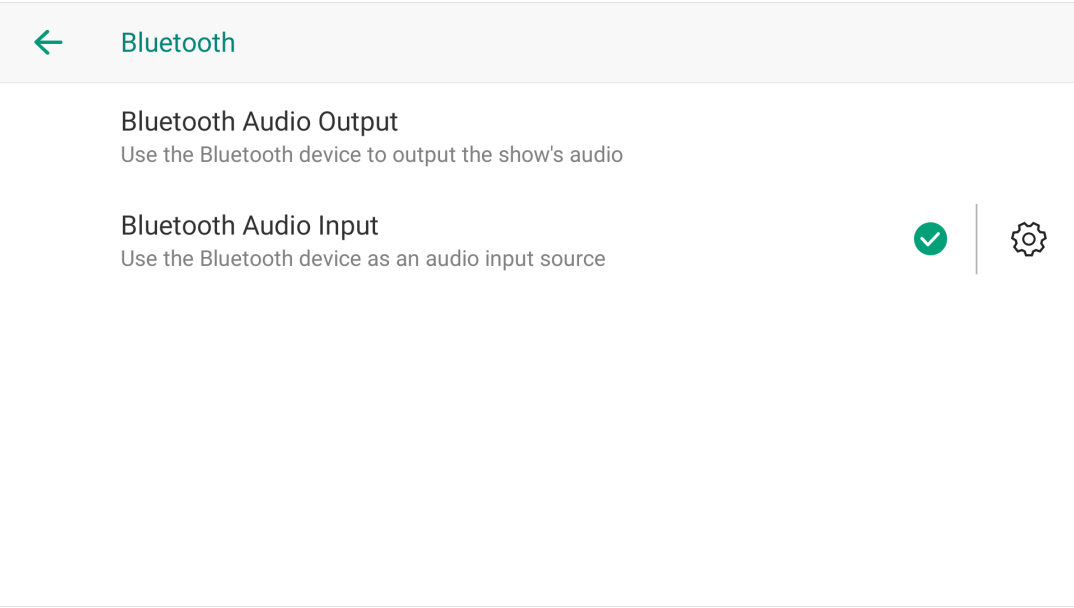 Bluetooth
Bluetooth Audio Output
Use the Bluetooth device to output the show's audio
Bluetooth Audio Input
Use the Bluetooth device as an audio input source